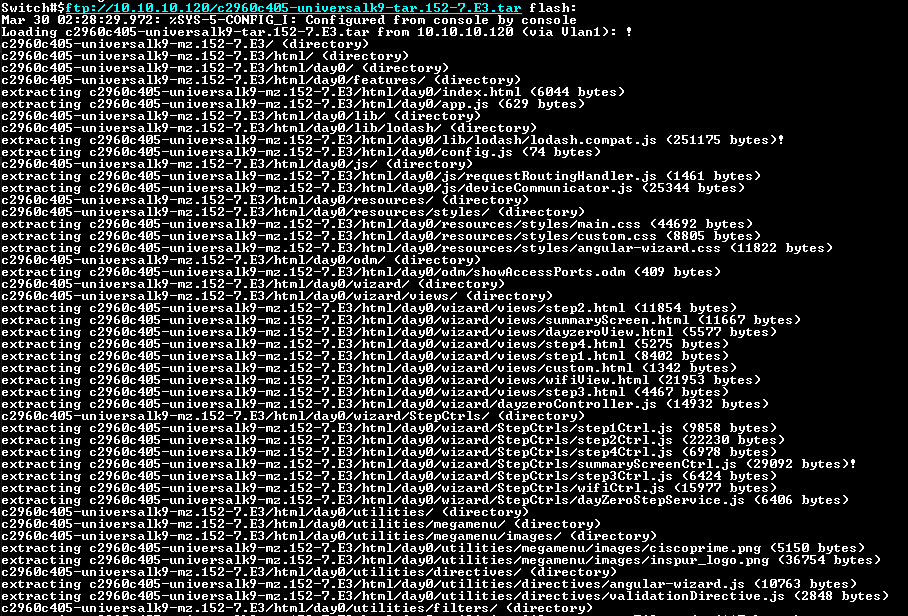 Switch#$ftp://10.10.10.120/c2960c405-universalk9-tar.152-7.E3.tar flash:
Mar 30 02:28:29.972: %SYS-5-CONFIG_I: Configured from console by console
Loading c2960c405-universalk9-tar.152-7.E3.tar from 10.10.10.120 (via Vlan1): !
c2960c405-universalk9-mz.152-7.E3/ (directory)
c2960c405-universalk9-mz.152-7.E3/html/ (directory)
c2960c405-universalk9-mz.152-7.E3/html/day0/ (directory)
c2960c405-universalk9-mz.152-7.E3/html/day0/features/ (directory)
extracting c2960c405-universalk9-mz.152-7.E3/html/day0/index.html (6044 bytes)
extracting c2960c405-universalk9-mz.152-7.E3/html/day0/app.js (629 bytes)
c2960c405-universalk9-mz.152-7.E3/html/day0/lib/ (directory)
c2960c405-universalk9-mz.152-7.E3/html/day0/lib/lodash/ (directory)
extracting c2960c405-universalk9-mz.152-7.E3/html/day0/lib/lodash/lodash.compat.js (251175 bytes)!
extracting c2960c405-universalk9-mz.152-7.E3/html/day0/config.js (74 bytes)
c2960c405-universalk9-mz.152-7.E3/html/day0/js/ (directory)
extracting c2960c405-universalk9-mz.152-7.E3/html/day0/js/requestRoutingHandler.js (1461 bytes)
extracting c2960c405-universalk9-mz.152-7.E3/html/day0/js/deviceCommunicator.js (25344 bytes)
c2960c405-universalk9-mz.152-7.E3/html/day0/resources/ (directory)
c2960c405-universalk9-mz.152-7.E3/html/day0/resources/styles/ (directory)
extracting c2960c405-universalk9-mz.152-7.E3/html/day0/resources/styles/main.css (44692 bytes)
extracting c2960c405-universalk9-mz.152-7.E3/html/day0/resources/styles/custom.css (8805 bytes)
extracting c2960c405-universalk9-mz.152-7.E3/html/day0/resources/styles/angular-wizard.css (11822 bytes)
c2960c405-universalk9-mz.152-7.E3/html/day0/odm/ (directory)
extracting c2960c405-universalk9-mz.152-7.E3/html/day0/odm/showAccessPorts.odm (409 bytes)
c2960c405-universalk9-mz.152-7.E3/html/day0/wizard/ (directory)
c2960c405-universalk9-mz.152-7.E3/html/day0/wizard/views/ (directory)
extracting c2960c405-universalk9-mz.152-7.E3/html/day0/wizard/views/step2.html (11854 bytes)
extracting c2960c405-universalk9-mz.152-7.E3/html/day0/wizard/views/summaryScreen.html (11667 bytes)
extracting c2960c405-universalk9-mz.152-7.E3/html/day0/wizard/views/dayzeroView.html (5577 bytes)
extracting c2960c405-universalk9-mz.152-7.E3/html/day0/wizard/views/step4.html (5275 bytes)
extracting c2960c405-universalk9-mz.152-7.E3/html/day0/wizard/views/step1.html (8402 bytes)
extracting c2960c405-universalk9-mz.152-7.E3/html/day0/wizard/views/custom.html (1342 bytes)
extracting c2960c405-universalk9-mz.152-7.E3/html/day0/wizard/views/wifiView.html (21953 bytes)
extracting c2960c405-universalk9-mz.152-7.E3/html/day0/wizard/views/step3.html (4467 bytes)
extracting c2960c405-universalk9-mz.152-7.E3/html/day0/wizard/dayzeroController.js (14932 bytes)
c2960c405-universalk9-mz.152-7.E3/html/day0/wizard/StepCtrls/ (directory)
extracting c2960c405-universalk9-mz.152-7.E3/html/day0/wizard/StepCtrls/step1Ctrl.js (9858 bytes)
extracting c2960c405-universalk9-mz.152-7.E3/html/day0/wizard/StepCtrls/step2Ctrl.js (22230 bytes)
extracting c2960c405-universalk9-mz.152-7.E3/html/day0/wizard/StepCtrls/step4Ctrl.js (6978 bytes)
extracting c2960c405-universalk9-mz.152-7.E3/html/day0/wizard/StepCtrls/summaryScreenCtrl.js (29092 bytes)!
extracting c2960c405-universalk9-mz.152-7.E3/html/day0/wizard/StepCtrls/step3Ctrl.js (6424 bytes)
extracting c2960c405-universalk9-mz.152-7.E3/html/day0/wizard/StepCtrls/wifiCtrl.js (15977 bytes)
extracting c2960c405-universalk9-mz.152-7.E3/html/day0/wizard/StepCtrls/dayZeroStepService.js (6406 bytes)
c2960c405-universalk9-mz.152-7.E3/html/day0/utilities/ (directory)
c2960c405-universalk9-mz.152-7.E3/html/day0/utilities/megamenu/ (directory)
c2960c405-universalk9-mz.152-7.E3/html/day0/utilities/megamenu/images/ (directory)
extracting c2960c405-universalk9-mz.152-7.E3/html/day0/utilities/megamenu/images/ciscoprime.png (5150 bytes)
extracting c2960c405-universalk9-mz.152-7.E3/html/day0/utilities/megamenu/images/inspur_logo.png (36754 bytes)
c2960c405-universalk9-mz.152-7.E3/html/day0/utilities/directives/ (directory)
extracting c2960c405-universalk9-mz.152-7.E3/html/day0/utilities/directives/angular-wizard.js (10763 bytes)
extracting c2960c405-universalk9-mz.152-7.E3/html/day0/utilities/directives/validationDirective.js (2848 bytes)
c2960c405-universalk9-mz.152-7.E3/html/day0/utilities/filters/ (directory)